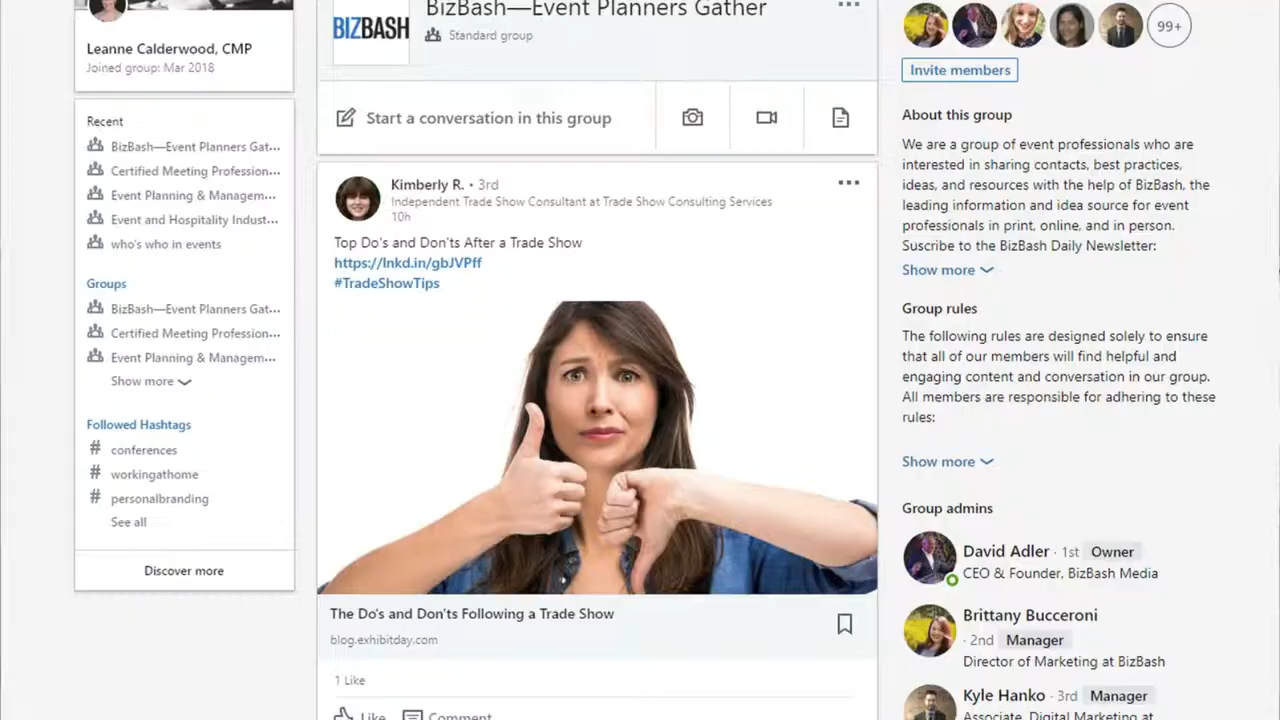 Leanne Calderwood, CMP
Joined group: Mar 2018
Recent
BizBash—Event Planners Gat...
Certified Meeting Profession...
Event Planning & Managem...
Event and Hospitality Indust...
who's who in events
Groups
BizBash—Event Planners Gat...
Certified Meeting Profession...
Event Planning & Managem...
Show more
Followed Hashtags
# conferences
# workingathome
# personalbranding
See all
Discover more
BIZBASH
BizBash—Event Planners Gather
Standard group
Start a conversation in this group
Kimberly R. • 3rd
Independent Trade Show Consultant at Trade Show Consulting Services
10h
Top Do's and Don'ts After a Trade Show
https://lnkd.in/gbJVPff
#TradeShowTips
The Do's and Don'ts Following a Trade Show
blog.exhibitday.com
1 Like
Like Comment
99+
Invite members
About this group
We are a group of event professionals who are
interested in sharing contacts, best practices,
ideas, and resources with the help of BizBash, the
leading information and idea source for event
professionals in print, online, and in person.
Suscribe to the BizBash Daily Newsletter:
Show more
Group rules
The following rules are designed solely to ensure
that all of our members will find helpful and
engaging content and conversation in our group.
All members are responsible for adhering to these
rules:
Show more
Group admins
David Adler · 1st Owner
CEO & Founder, BizBash Media
Brittany Bucceroni
· 2nd Manager
Director of Marketing at BizBash
Kyle Hanko · 3rd Manager
Associate, Digital Marketing at